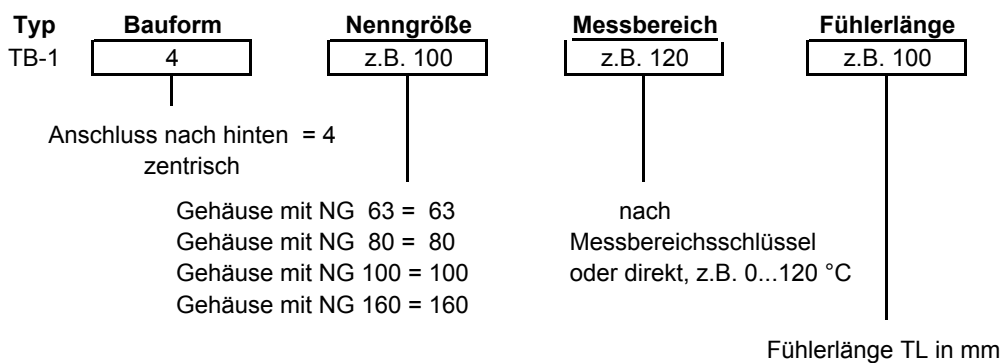 Typ Bauform Nenngröße Messbereich Fühlerlänge
TB-1 4 z.B. 100 z.B. 120 z.B. 100
Anschluss nach hinten = 4
zentrisch
Gehäuse mit NG 63 = 63 nach
Gehäuse mit NG 80 = 80 Messbereichsschlüssel
Gehäuse mit NG 100 = 100 oder direkt, z.B. 0...120 °C
Gehäuse mit NG 160 = 160
Fühlerlänge TL in mm